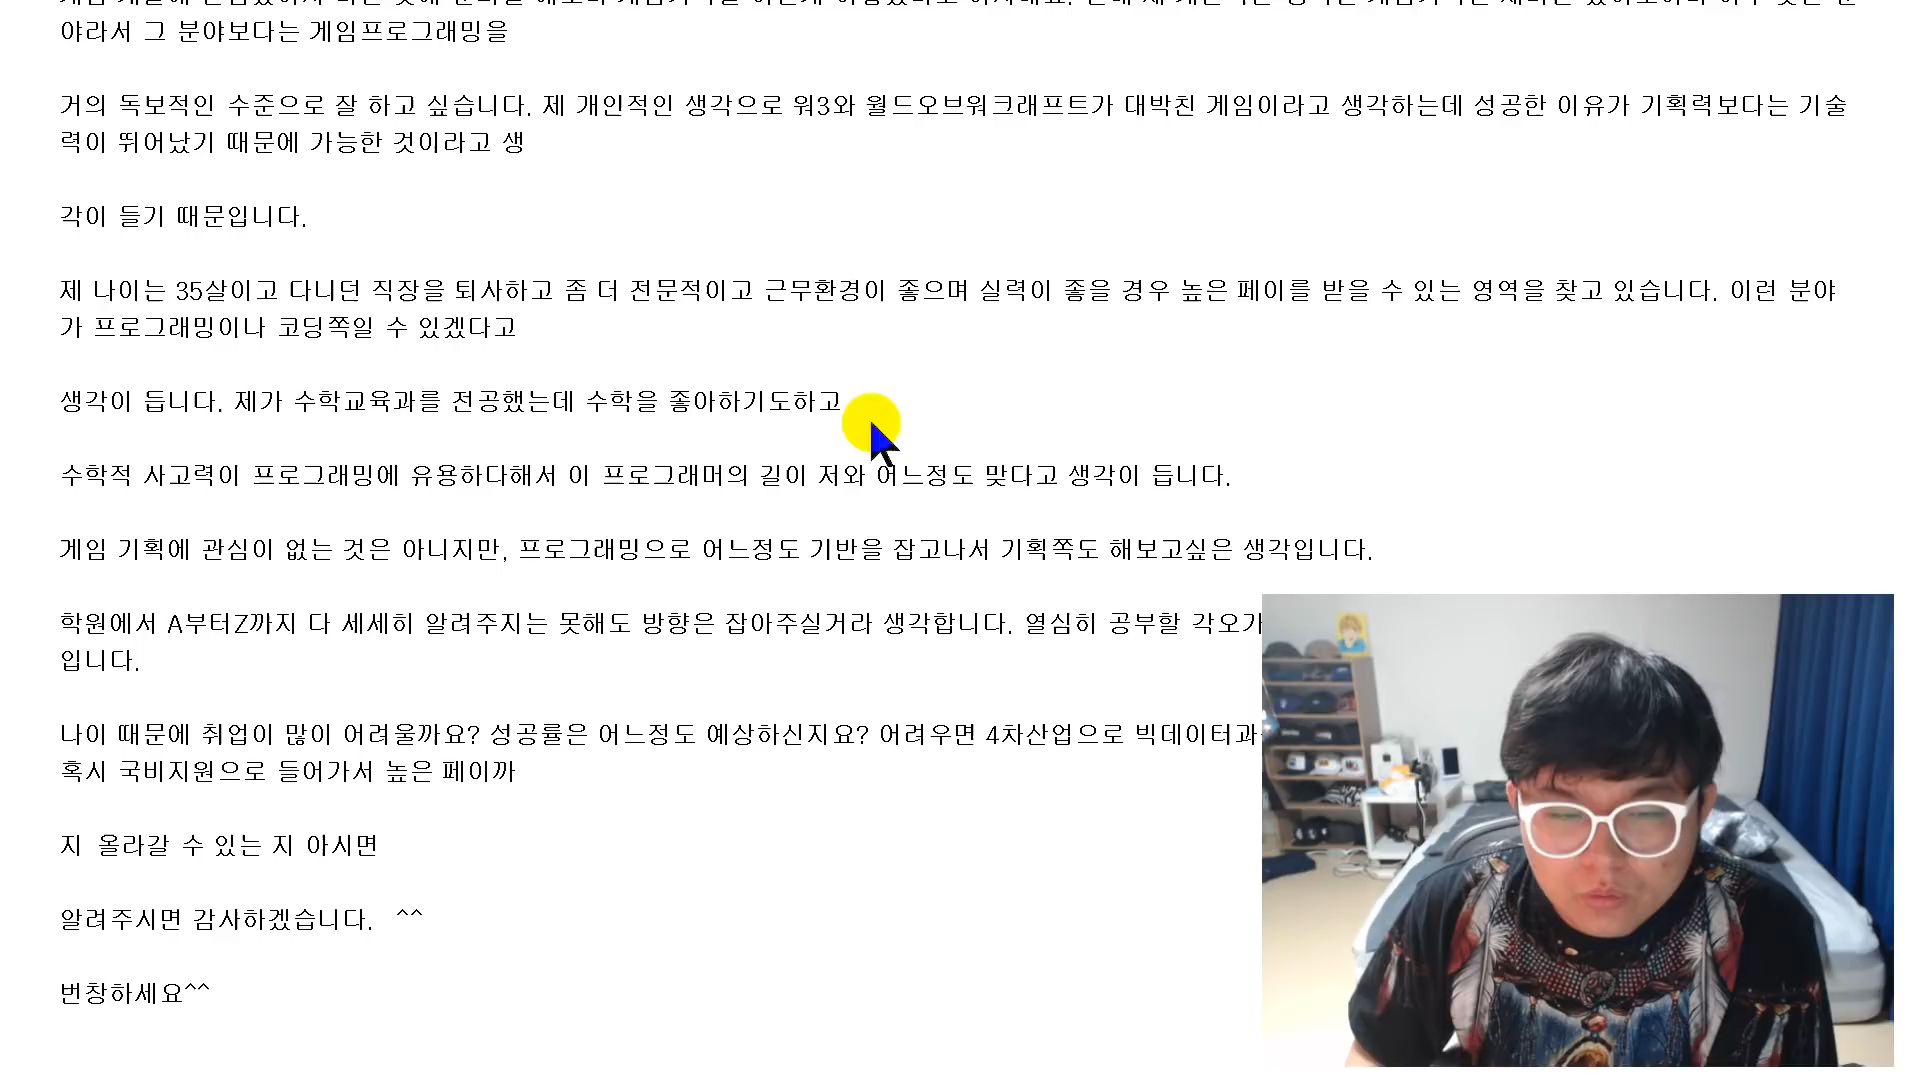 야라서 그 분야보다는 게임프로그래밍을
거의 독보적인 수준으로 잘 하고 싶습니다. 제 개인적인 생각으로 워3와 월드오브워크래프트가 대박친 게임이라고 생각하는데 성공한 이유가 기획력보다는 기술
력이 뛰어났기 때문에 가능한 것이라고 생
각이 들기 때문입니다.
제 나이는 35살이고 다니던 직장을 퇴사하고 좀 더 전문적이고 근무환경이 좋으며 실력이 좋을 경우 높은 페이를 받을 수 있는 영역을 찾고 있습니다. 이런 분야
가 프로그래밍이나 코딩쪽일 수 있겠다고
생각이 듭니다. 제가 수학교육과를 전공했는데 수학을 좋아하기도하고
수학적 사고력이 프로그래밍에 유용하다해서 이 프로그래머의 길이 저와 어느정도 맞다고 생각이 듭니다.
게임 기획에 관심이 없는 것은 아니지만, 프로그래밍으로 어느정도 기반을 잡고나서 기획쪽도 해보고싶은 생각입니다.
학원에서 A부터Z까지 다 세세히 알려주지는 못해도 방향은 잡아주실거라 생각합니다. 열심히 공부할 각오가
입니다.
나이 때문에 취업이 많이 어려울까요? 성공률은 어느정도 예상하신지요? 어려우면 4차산업으로 빅데이터과
혹시 국비지원으로 들어가서 높은 페이까
지 올라갈 수 있는 지 아시면
알려주시면 감사하겠습니다. ^^
번창하세요^^